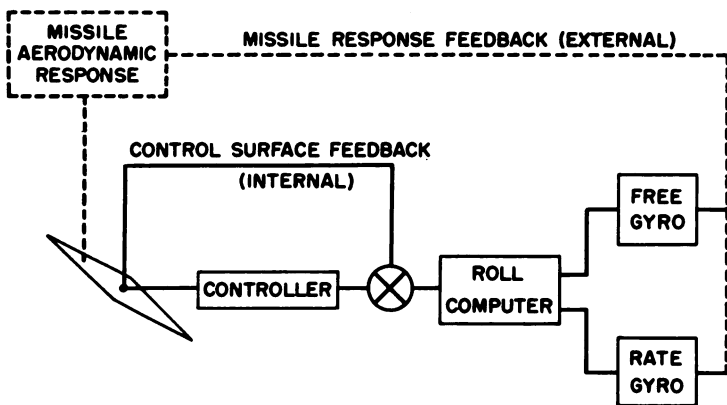 MISSILE
AERODYNAMIC
RESPONSE
MISSILE RESPONSE FEEDBACK (EXTERNAL)
CONTROL SURFACE FEEDBACK
(INTERNAL)
CONTROLLER
ROLL
COMPUTER
FREE
GYRO
RATE
GYRO